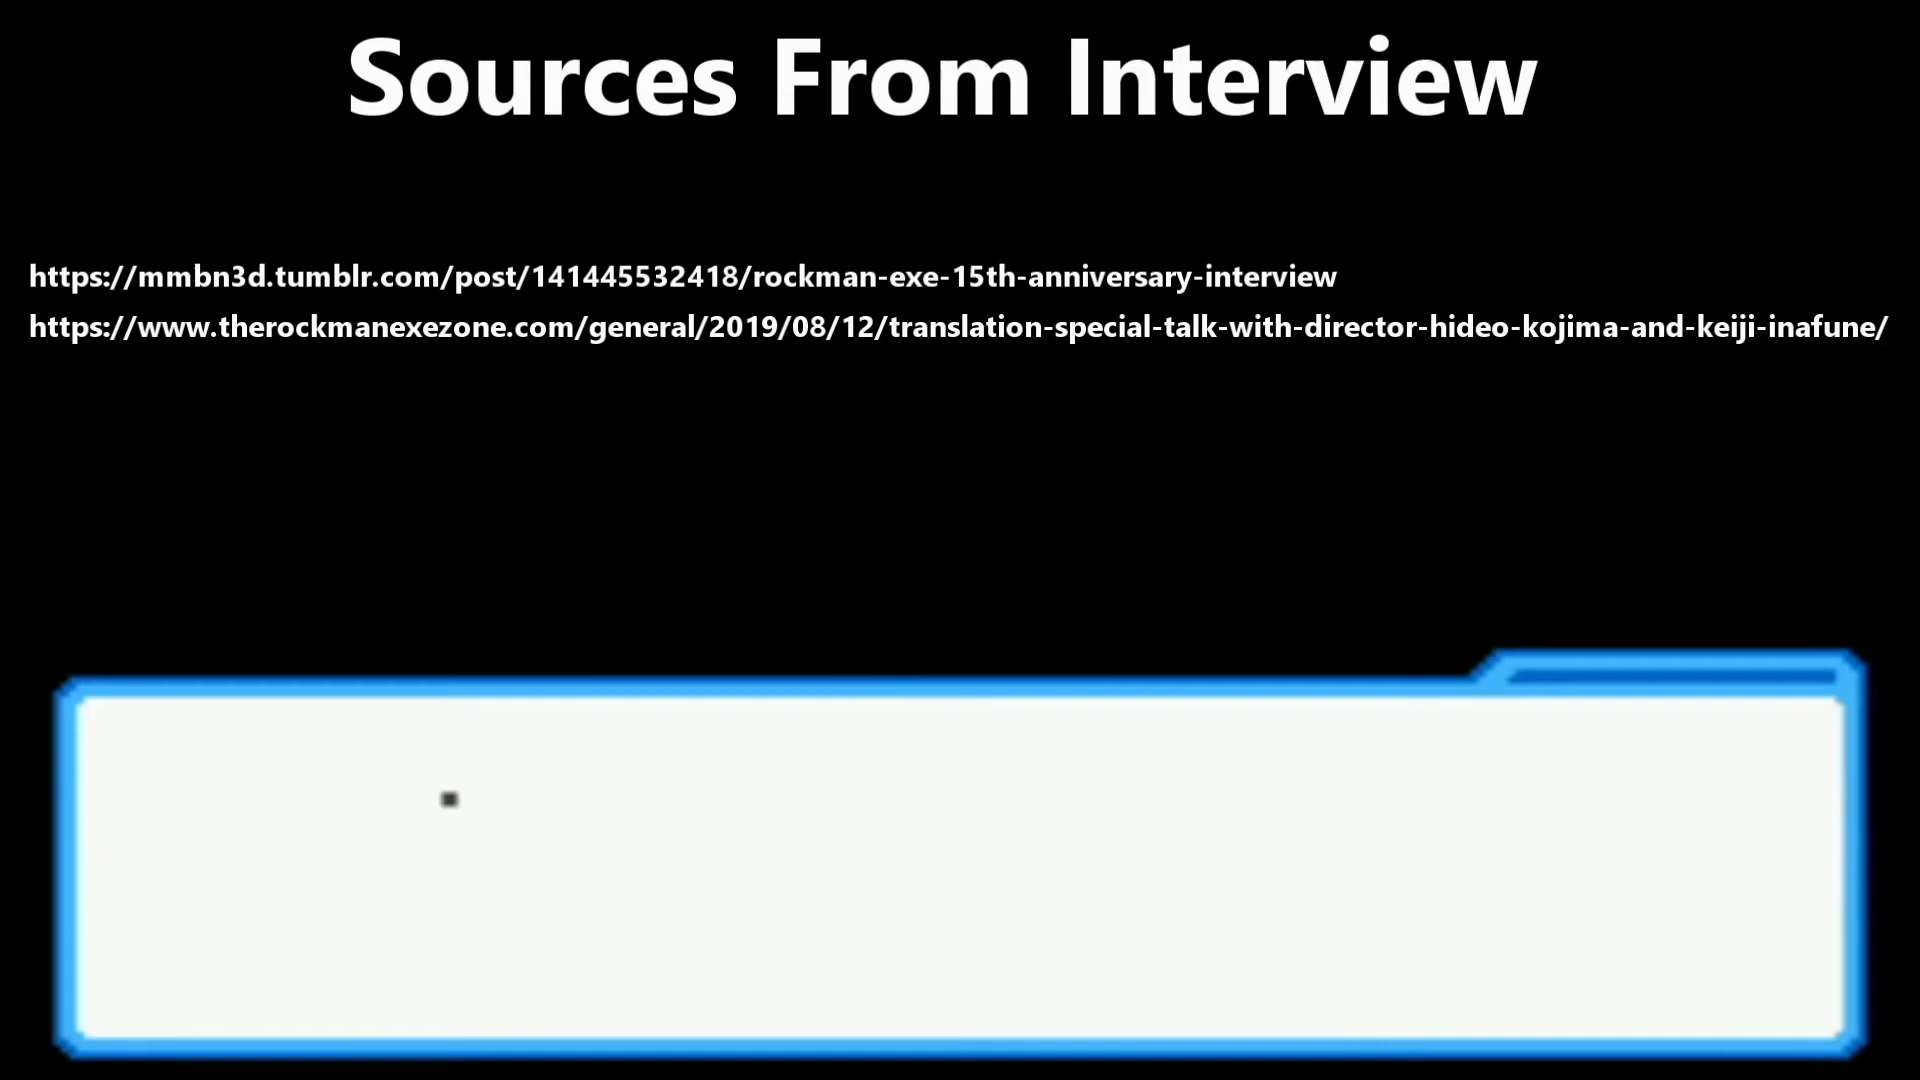 Sources From Interview
https://mmbn3d.tumblr.com/post/141445532418/rockman-exe-15th-anniversary-interview
https://www.therockmanexezone.com/general/2019/08/12/translation-special-talk-with-director-hideo-kojima-and-keiji-inafune/